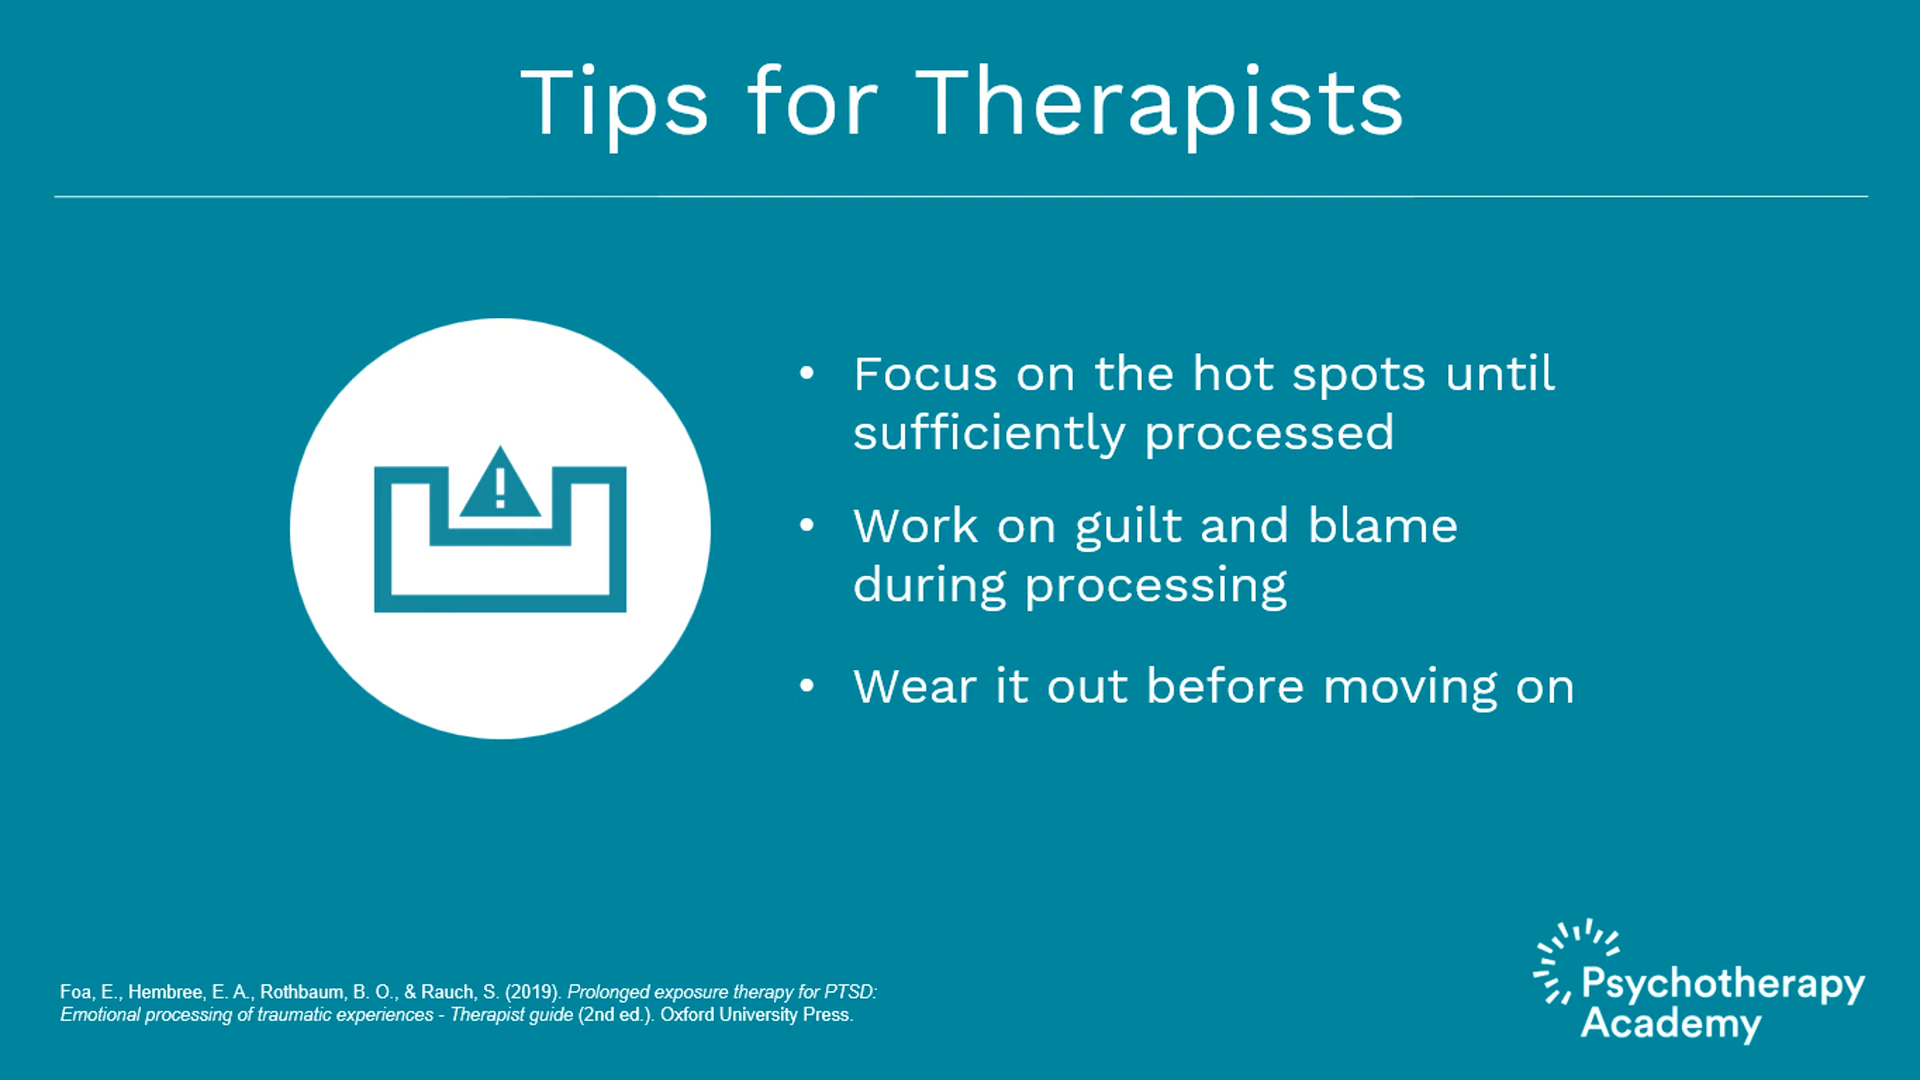 Tips for Therapists
• Focus on the hot spots until
sufficiently processed
• Work on guilt and blame
during processing
• Wear it out before moving on
Foa, E., Hembree, E. A., Rothbaum, B. O., & Rauch, S. (2019). Prolonged exposure therapy for PTSD:
Emotional processing of traumatic experiences - Therapist guide (2nd ed.). Oxford University Press.
Psychotherapy
Academy